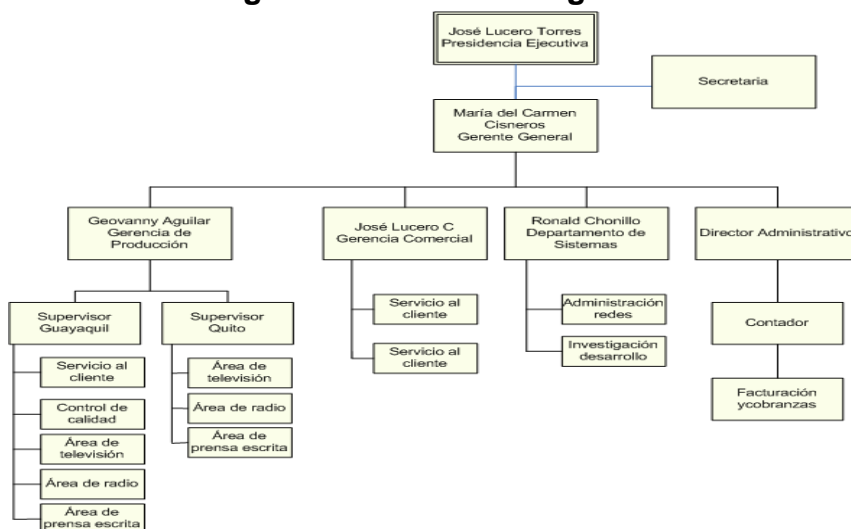 José Lucero Torres
Presidencia Ejecutiva
Secretaria
María del Carmen
Cisneros
Gerente General
Geovanny Aguilar
Gerencia de
Producción
José Lucero C
Gerencia Comercial
Ronald Chonillo
Departamento de
Sistemas
Director Administrativo
Supervisor
Guayaquil
Supervisor
Quito
Servicio al
cliente
Administración
redes
Contador
Servicio al
cliente
Área de
televisión
Servicio al
cliente
Investigación
desarrollo
Control de
calidad
Área de radio
Facturación
ycobranzas
Área de
televisión
Área de
prensa escrita
Área de radio
Área de
prensa escrita